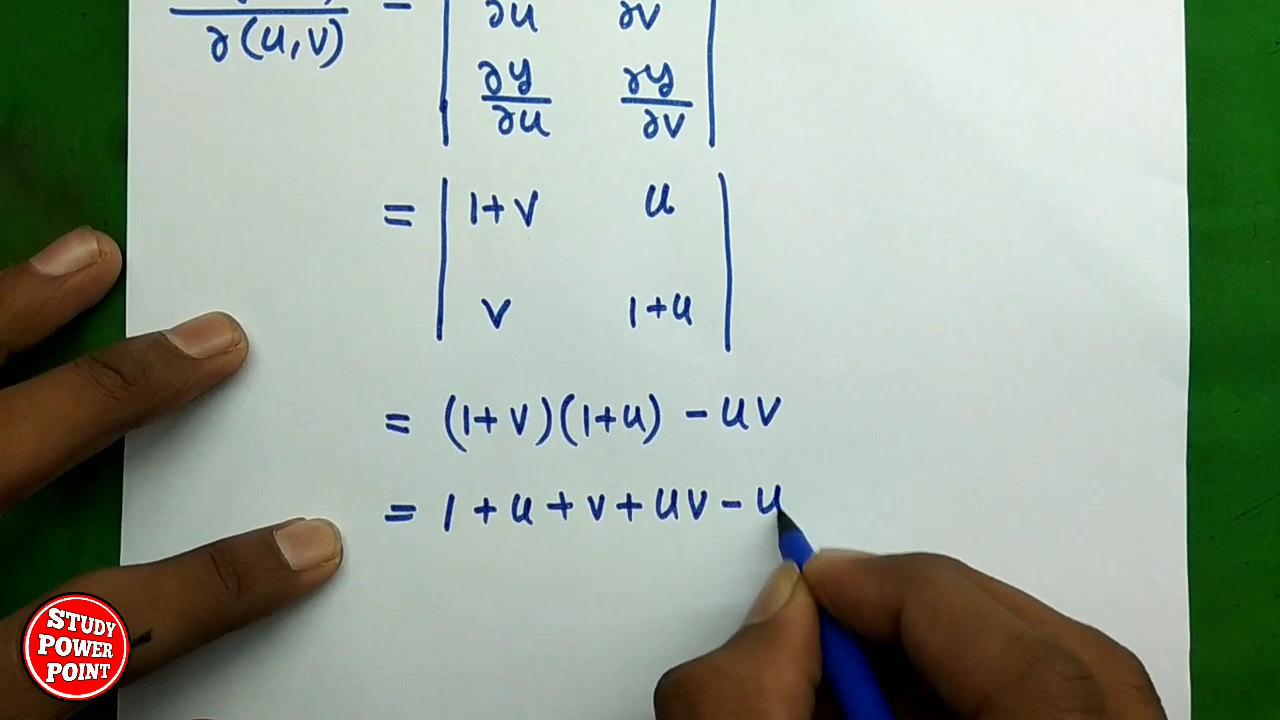 ∂(u,v) = | ∂u ∂v |
| ∂y/∂u ∂y/∂v |
= | 1+v u |
| v 1+u |
= (1+v)(1+u) - uv
= 1 + u + v + uv - u
STUDY
POWER
POINT